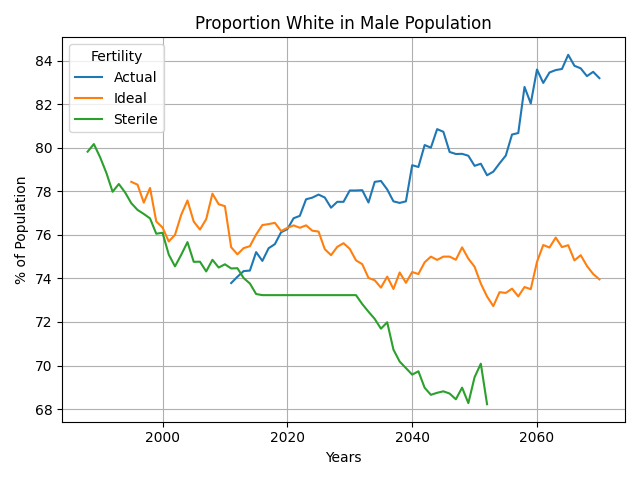 Proportion White in Male Population
Fertility
Actual
Ideal
Sterile
84
82
80
78
76
74
72
70
68
% of Population
2000
2020
2040
2060
Years